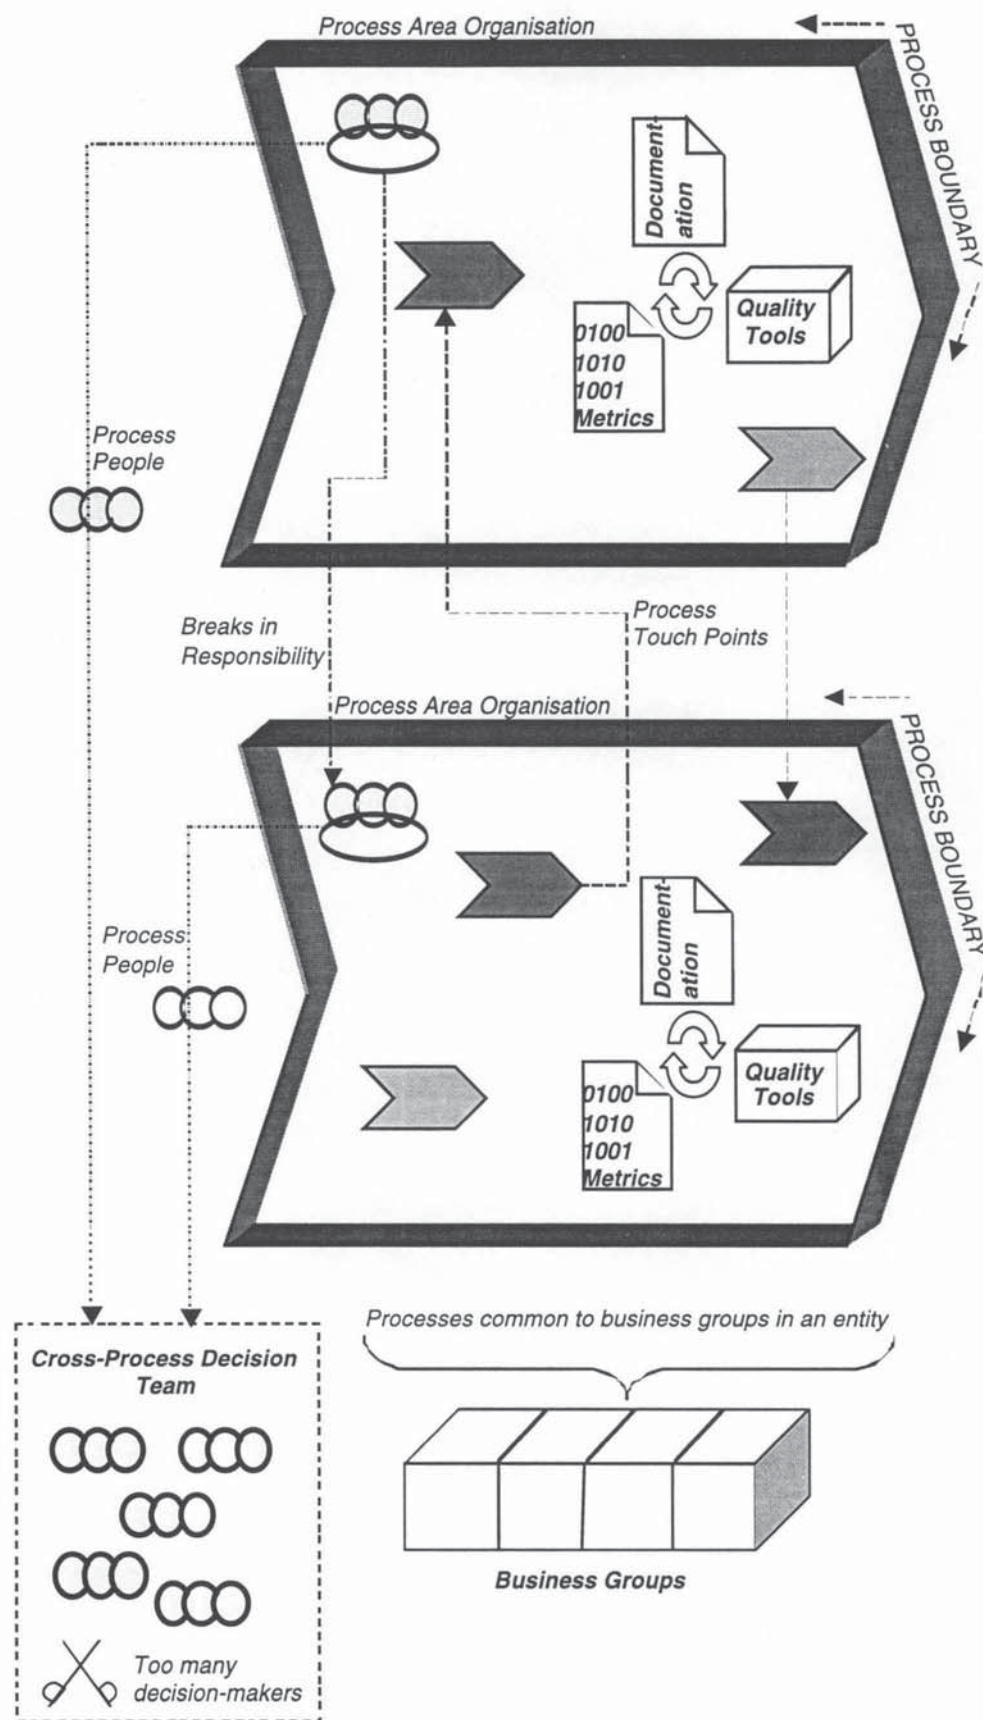 Process Area Organisation
PROCESS BOUNDARY
Document-
ation
Quality
Tools
0100
1010
1001
Metrics
Process
People
Breaks in
Responsibility
Process
Touch Points
Process Area Organisation
PROCESS BOUNDARY
Document-
ation
Process
People
Quality
Tools
0100
1010
1001
Metrics
Processes common to business groups in an entity
Cross-Process Decision
Team
Business Groups
Too many
decision-makers